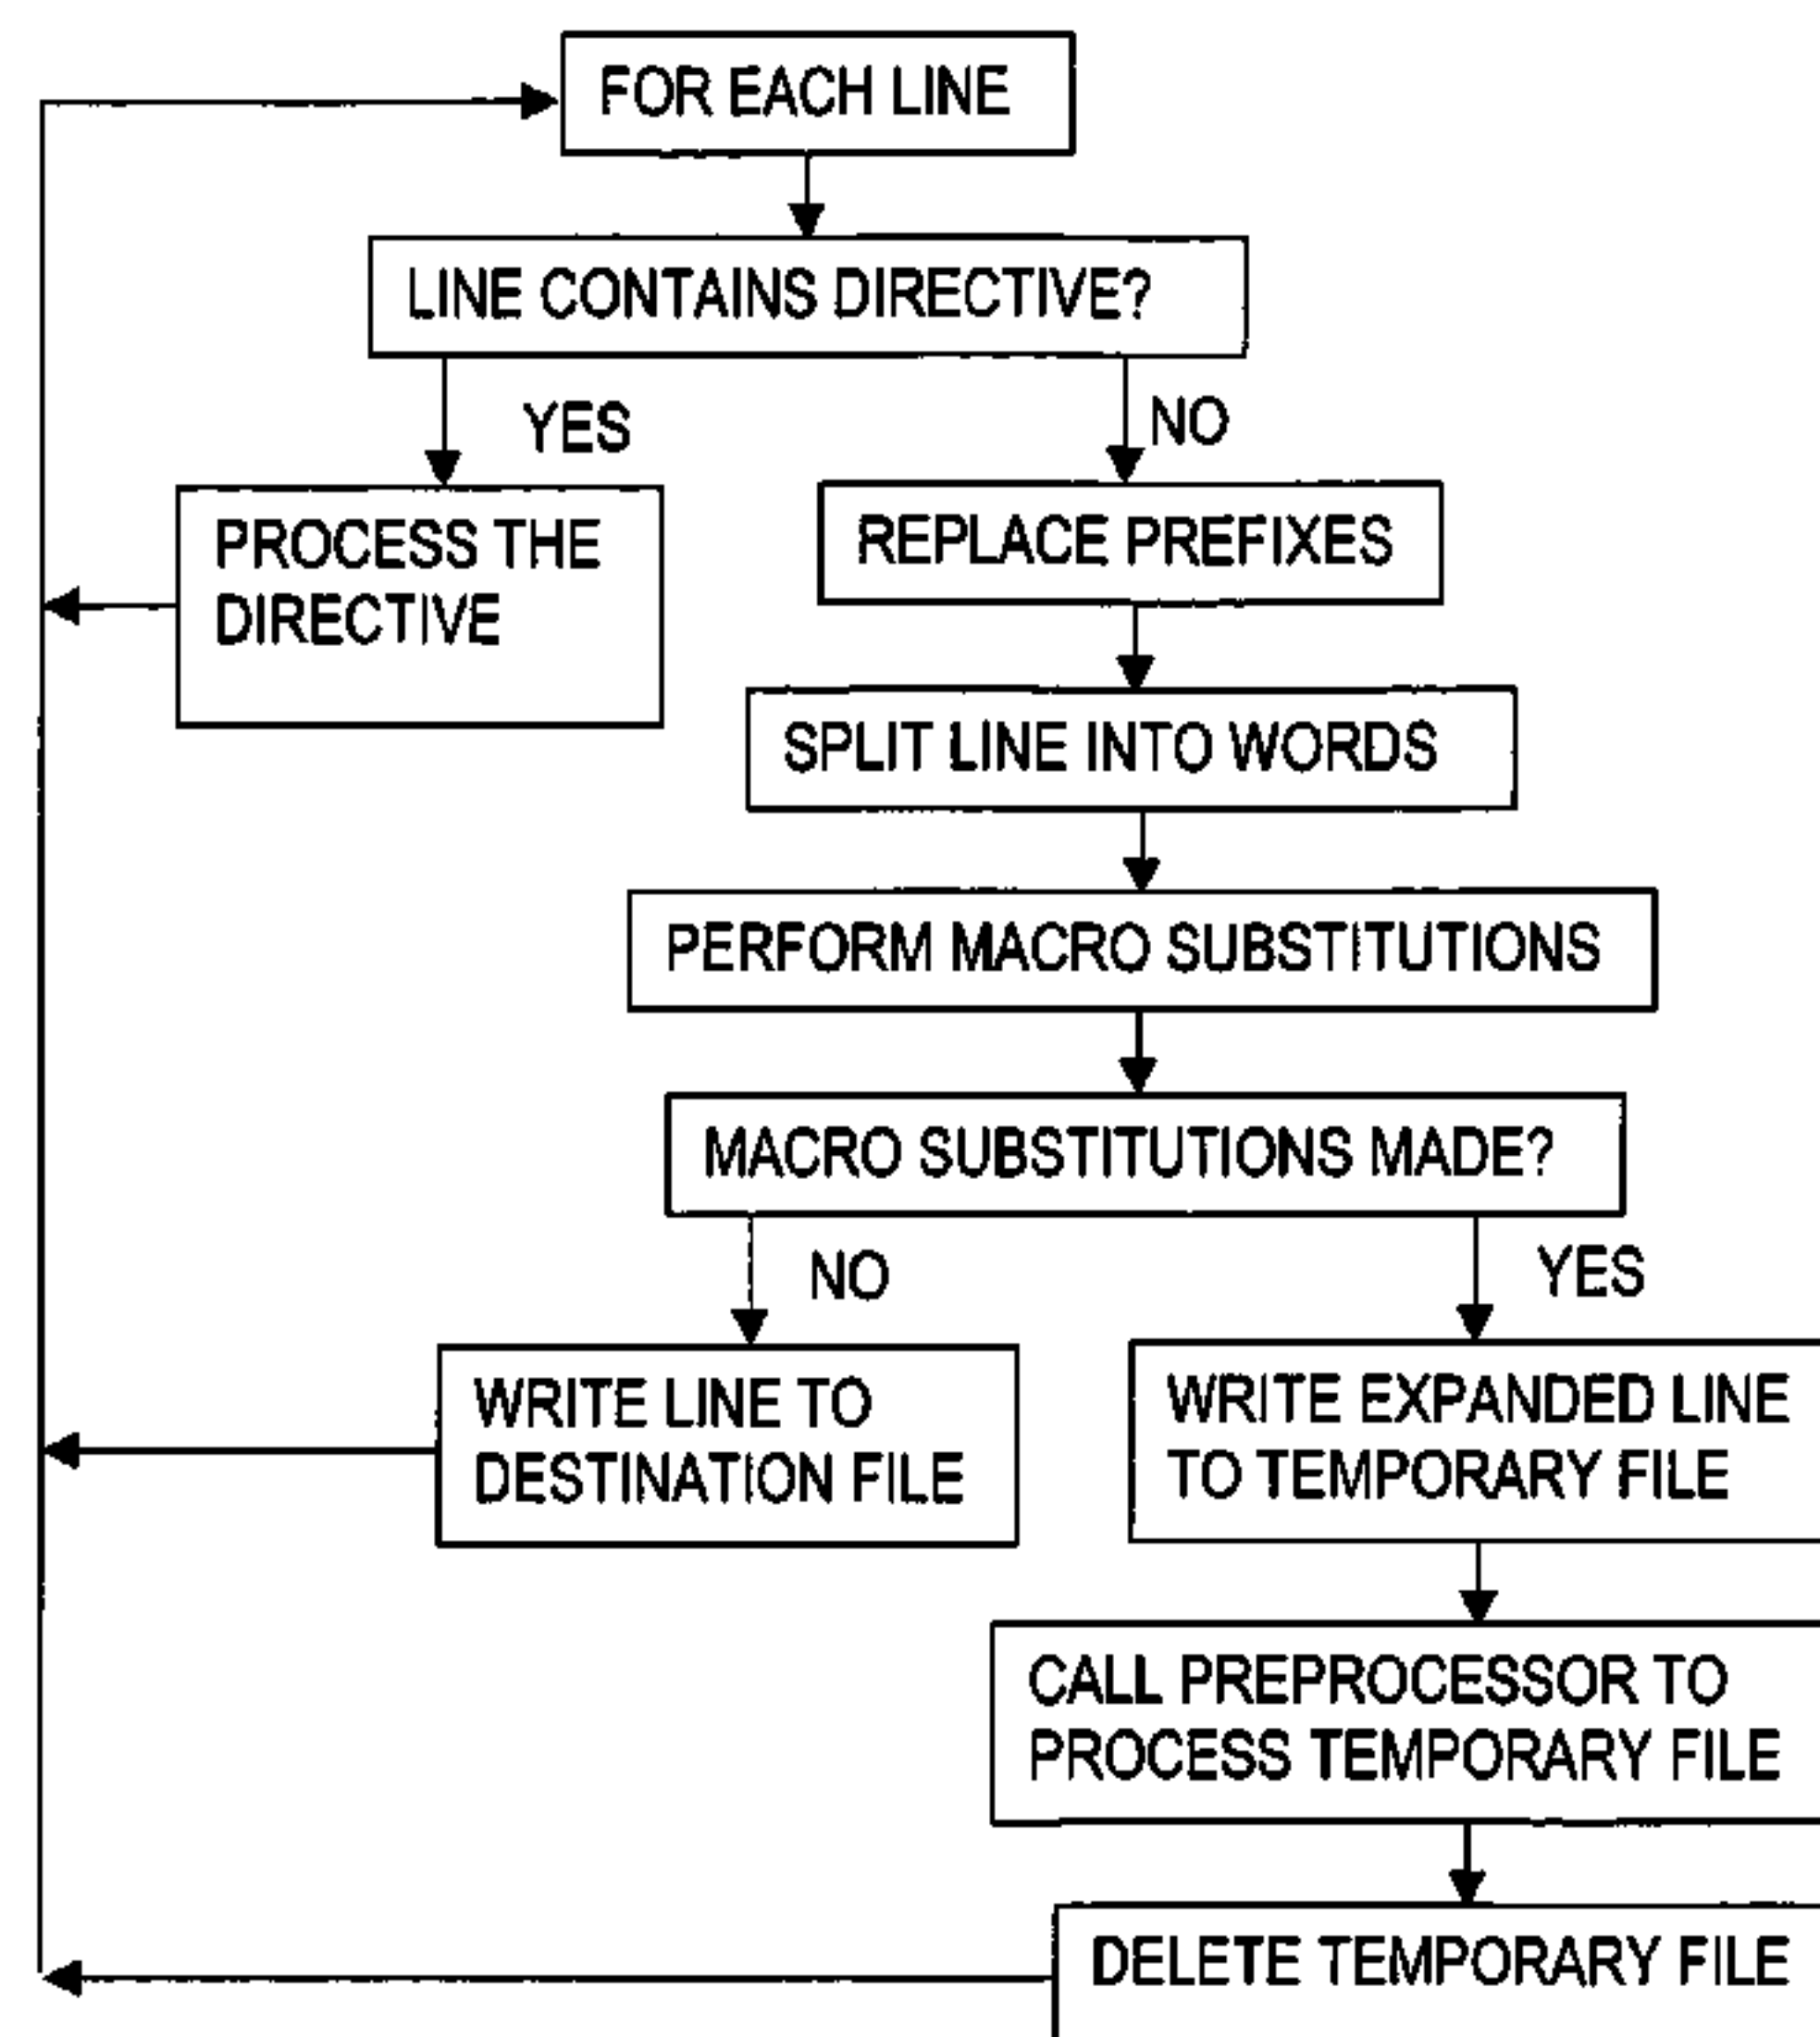 FOR EACH LINE
LINE CONTAINS DIRECTIVE?
YES
NO
PROCESS THE
DIRECTIVE
REPLACE PREFIXES
SPLIT LINE INTO WORDS
PERFORM MACRO SUBSTITUTIONS
MACRO SUBSTITUTIONS MADE?
NO
YES
WRITE LINE TO
DESTINATION FILE
WRITE EXPANDED LINE
TO TEMPORARY FILE
CALL PREPROCESSOR TO
PROCESS TEMPORARY FILE
DELETE TEMPORARY FILE